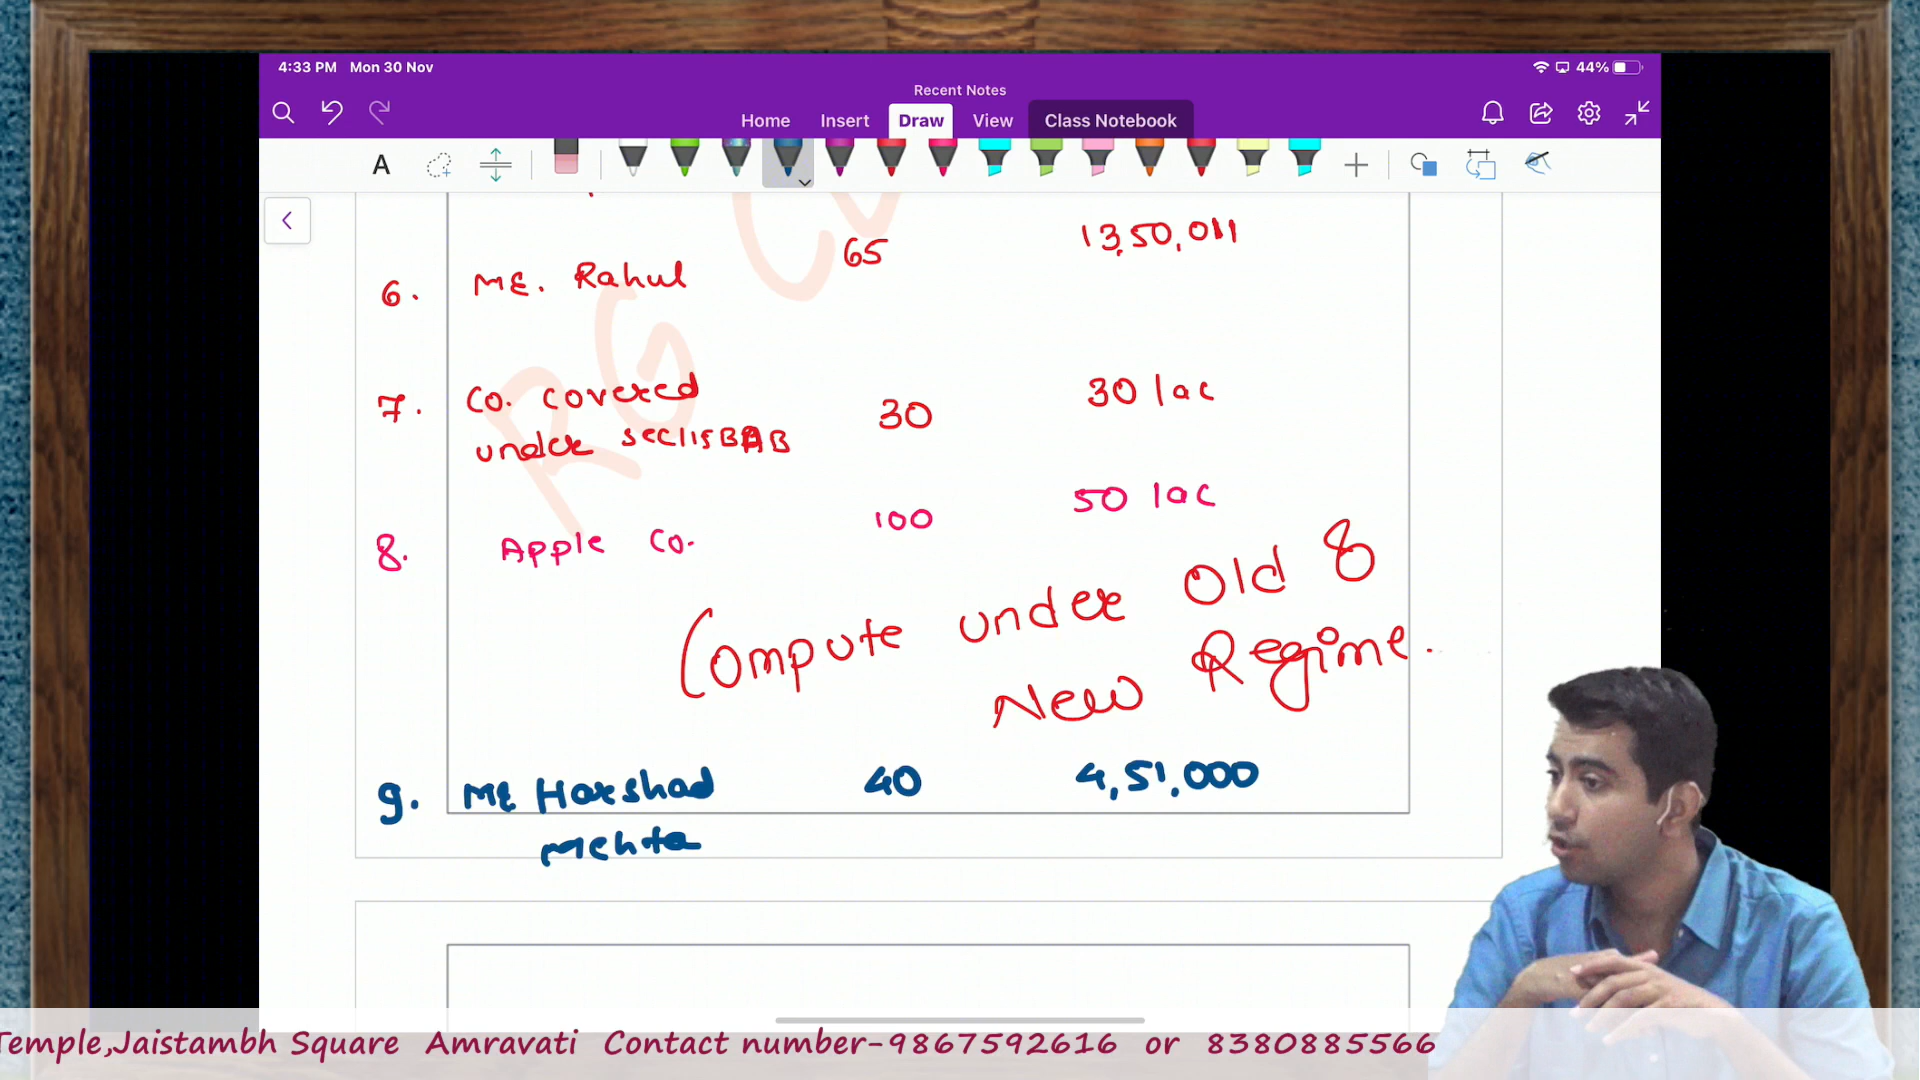 4:33 PM Mon 30 Nov
44%
Recent Notes
Home Insert Draw View Class Notebook
A
RG
6. Mr. Rahul 65 13,50,011
7. Co. covered 30 30 lac
under sec115BAB
8. Apple Co. 100 50 lac
Compute under Old &
New Regime.
9. Mr Harshad 40 4,51,000
Mehta
Temple,Jaistambh Square Amravati Contact number-9867592616 or 8380885566